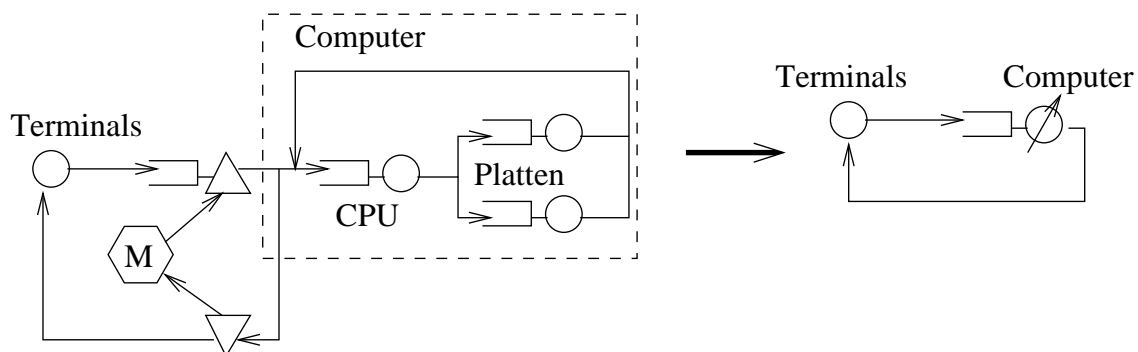 Computer
Terminals
Platten
CPU
M
Terminals
Computer